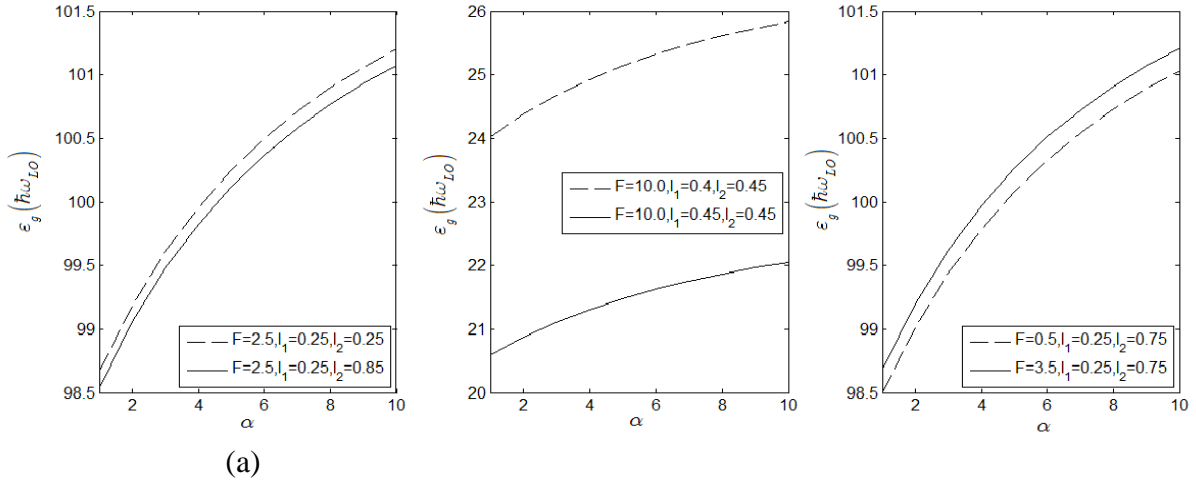 101.5
101
100.5
100
99.5
99
98.5
2 4 6 8 10
α
ε_g (ħω_LO)
F=2.5,l_1=0.25,l_2=0.25
F=2.5,l_1=0.25,l_2=0.85
(a)
26
25
24
23
22
21
20
2 4 6 8 10
α
ε_g (ħω_LO)
F=10.0,l_1=0.4,l_2=0.45
F=10.0,l_1=0.45,l_2=0.45
101.5
101
100.5
100
99.5
99
98.5
2 4 6 8 10
α
ε_g (ħω_LO)
F=0.5,l_1=0.25,l_2=0.75
F=3.5,l_1=0.25,l_2=0.75